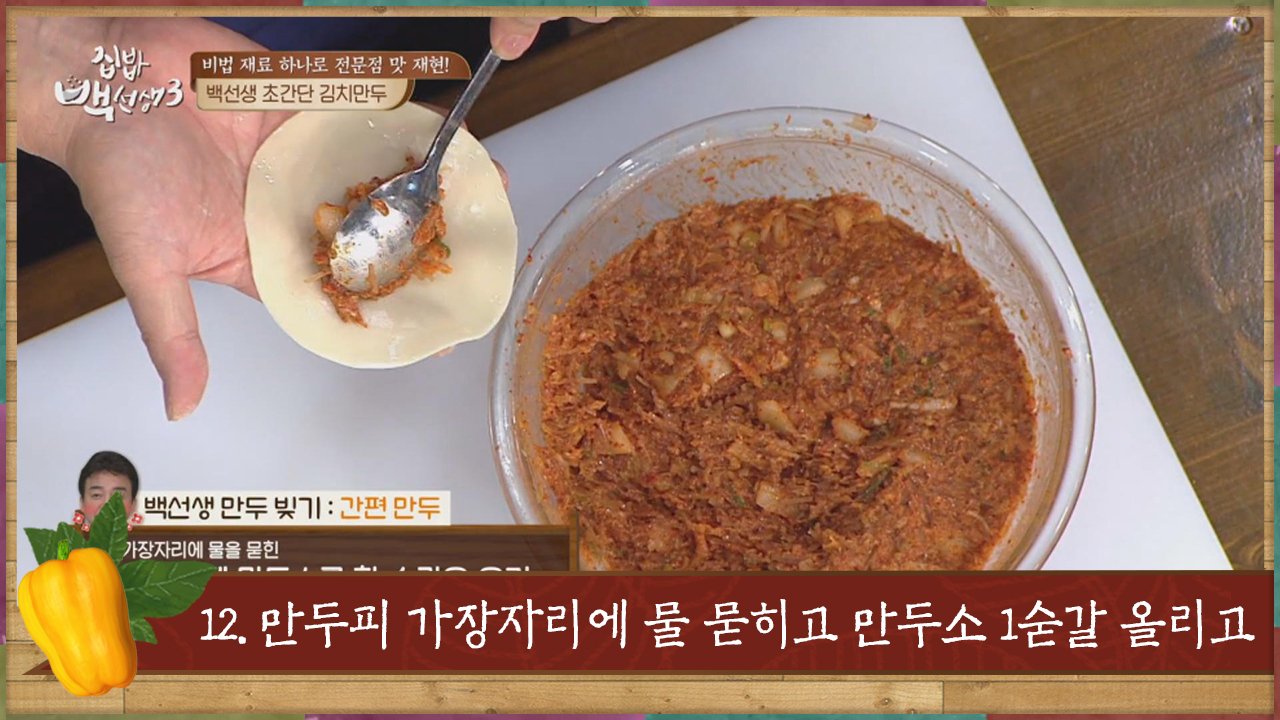 집밥
백선생3
비법 재료 하나로 전문점 맛 재현!
백선생 초간단 김치만두
백선생 만두 빚기 : 간편 만두
가장자리에 물을 묻힌
12. 만두피 가장자리에 물 묻히고 만두소 1숟갈 올리고